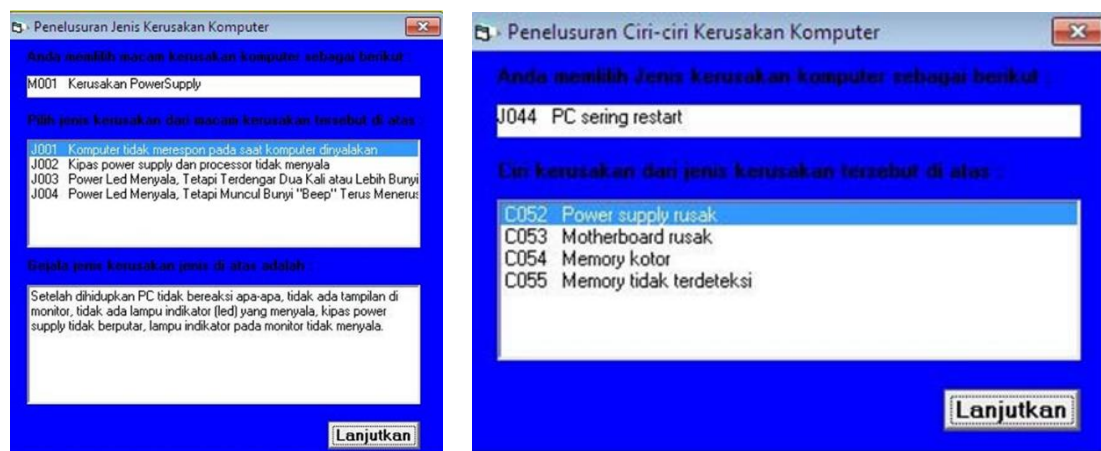 Penelusuran Jenis Kerusakan Komputer
Anda memilih macam kerusakan komputer sebagai berikut :
M001 Kerusakan PowerSupply
Pilih jenis kerusakan dari macam kerusakan tersebut di atas :
J001 Komputer tidak merespon pada saat komputer dinyalakan
J002 Kipas power supply dan processor tidak menyala
J003 Power Led Menyala, Tetapi Terdengar Dua Kali atau Lebih Bunyi
J004 Power Led Menyala, Tetapi Muncul Bunyi "Beep" Terus Menerus
Gejala jenis kerusakan jenis di atas adalah :
Setelah dihidupkan PC tidak bereaksi apa-apa, tidak ada tampilan di
monitor, tidak ada lampu indikator (led) yang menyala, kipas power
supply tidak berputar, lampu indikator pada monitor tidak menyala.
Lanjutkan
Penelusuran Ciri-ciri Kerusakan Komputer
Anda memilih Jenis kerusakan komputer sebagai berikut :
J044 PC sering restart
Ciri kerusakan dari jenis kerusakan tersebut di atas :
C052 Power supply rusak
C053 Motherboard rusak
C054 Memory kotor
C055 Memory tidak terdeteksi
Lanjutkan